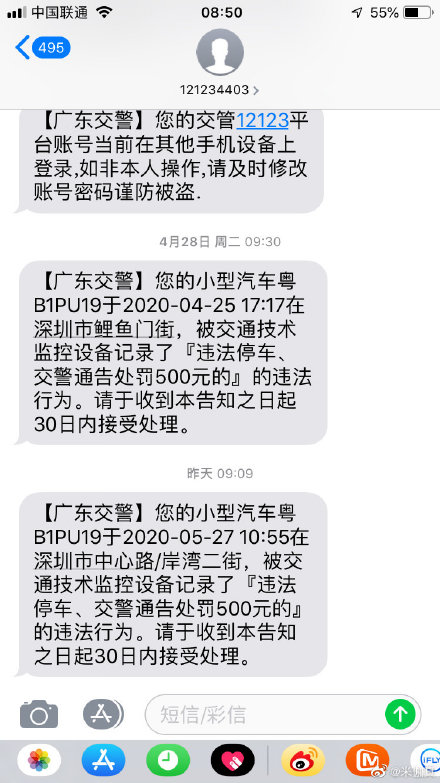 中国联通 08:50 55%
495
121234403
【广东交警】您的交管12123平
台账号当前在其他手机设备上
登录,如非本人操作,请及时修改
账号密码谨防被盗.
4月28日 周二 09:30
【广东交警】您的小型汽车粤
B1PU19于2020-04-25 17:17在
深圳市鲤鱼门街，被交通技术
监控设备记录了『违法停车、
交警通告处罚500元的』的违法
行为。请于收到本告知之日起
30日内接受处理。
昨天 09:09
【广东交警】您的小型汽车粤
B1PU19于2020-05-27 10:55在
深圳市中心路/岸湾二街，被交
通技术监控设备记录了『违法
停车、交警通告处罚500元的』
的违法行为。请于收到本告知
之日起30日内接受处理。
短信/彩信
iFLY